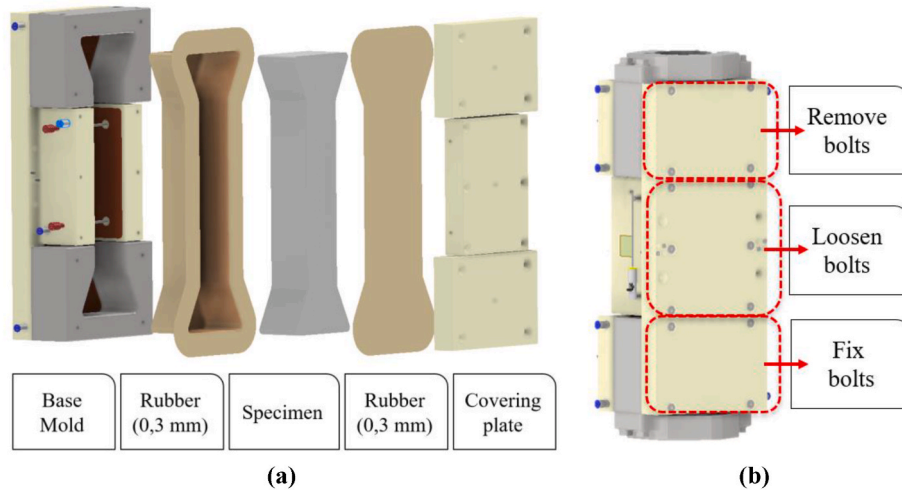 Remove
bolts
Loosen
bolts
Fix
bolts
Base
Mold
Rubber
(0,3 mm)
Specimen
Rubber
(0,3 mm)
Covering
plate
(a)
(b)